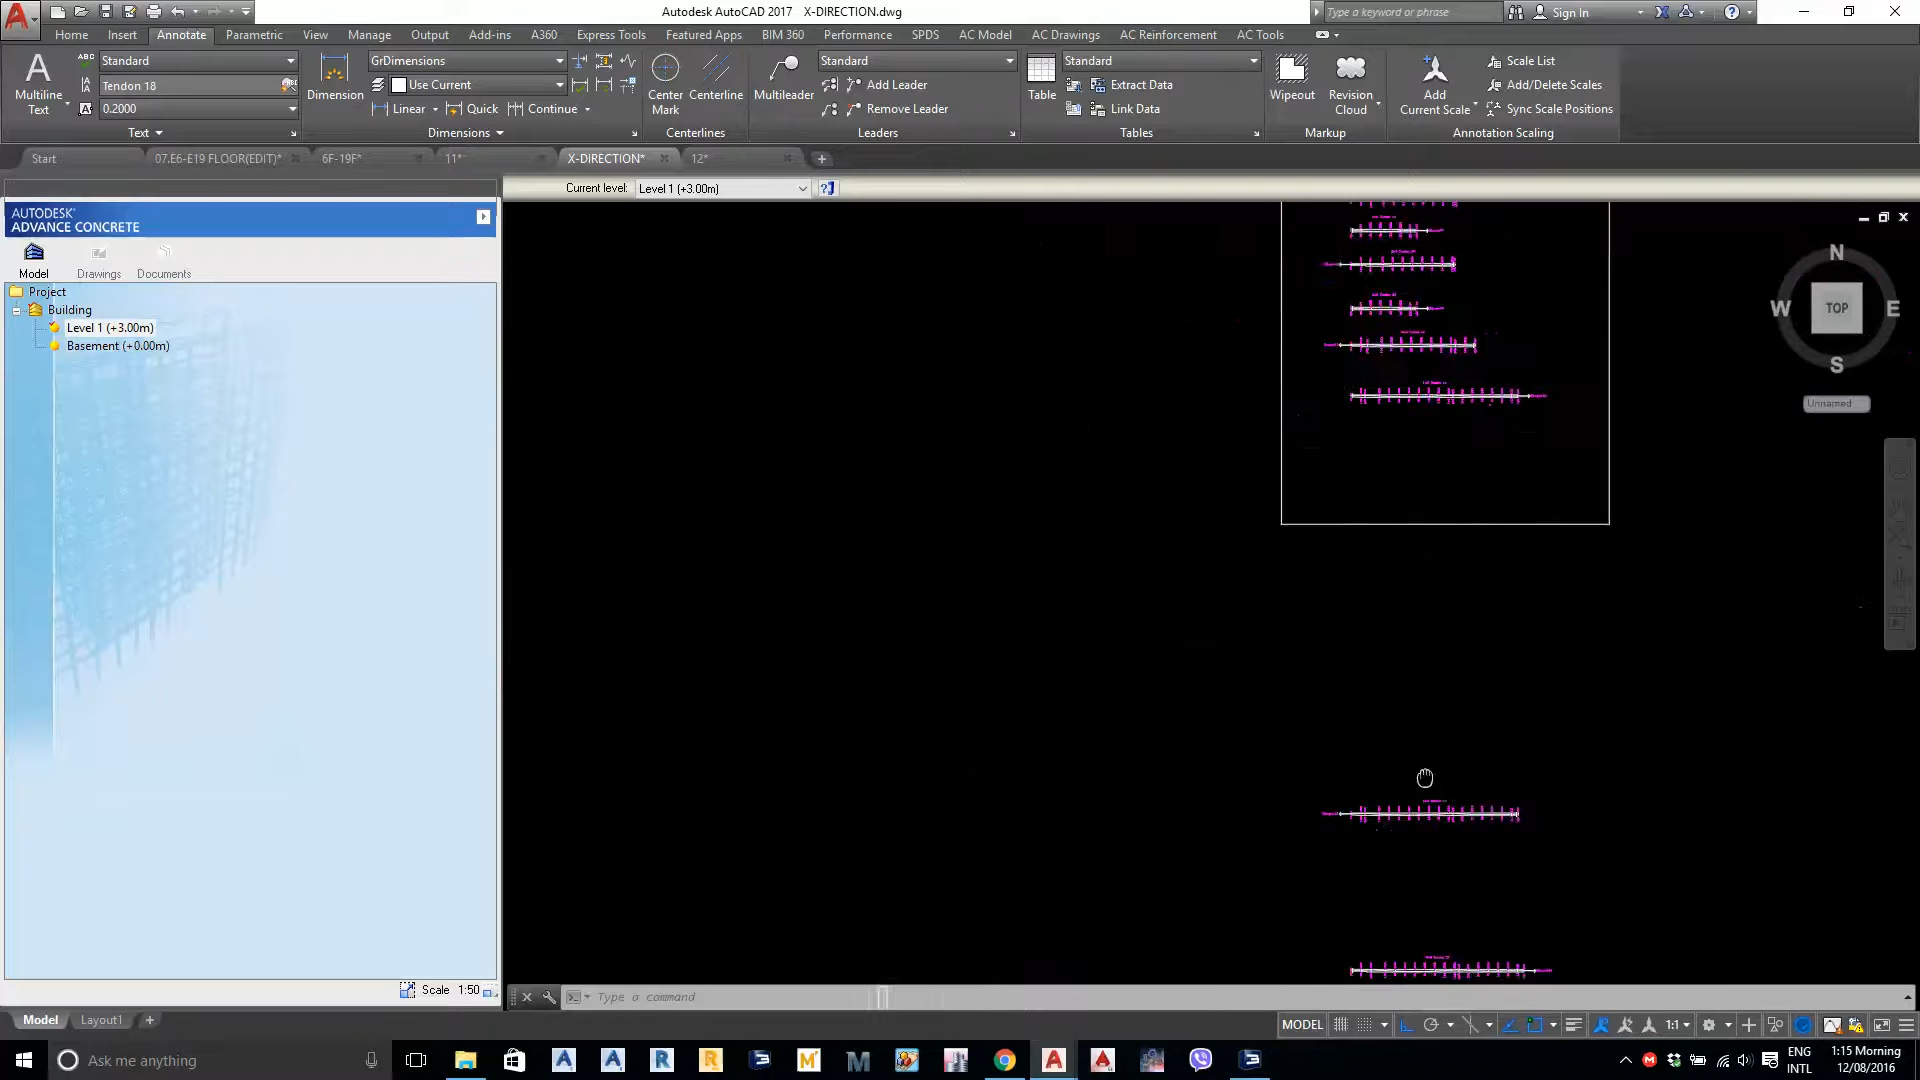 Autodesk AutoCAD 2017 X-DIRECTION.dwg
Type a keyword or phrase
Sign In
Home Insert Annotate Parametric View Manage Output Add-ins A360 Express Tools Featured Apps BIM 360 Performance SPDS AC Model AC Drawings AC Reinforcement AC Tools
A ABC Standard
Multiline Text
Tendon 18
0.2000
Text
Dimension
GrDimensions
Use Current
Linear Quick Continue
Dimensions
Center Mark
Centerline
Centerlines
Multileader
Standard
Add Leader
Remove Leader
Leaders
Table
Standard
Extract Data
Link Data
Tables
Wipeout
Revision Cloud
Markup
Add Current Scale
Scale List
Add/Delete Scales
Sync Scale Positions
Annotation Scaling
Start 07.E6-E19 FLOOR(EDIT)* 6F-19F* 11* X-DIRECTION* 12*
Current level: Level 1 (+3.00m)
AUTODESK®
ADVANCE CONCRETE
Model Drawings Documents
Project
Building
Level 1 (+3.00m)
Basement (+0.00m)
N
W TOP E
S
Unnamed
Scale 1:50
Type a command
Model Layout1
MODEL
1:1
Ask me anything
ENG
INTL
1:15 Morning
12/08/2016